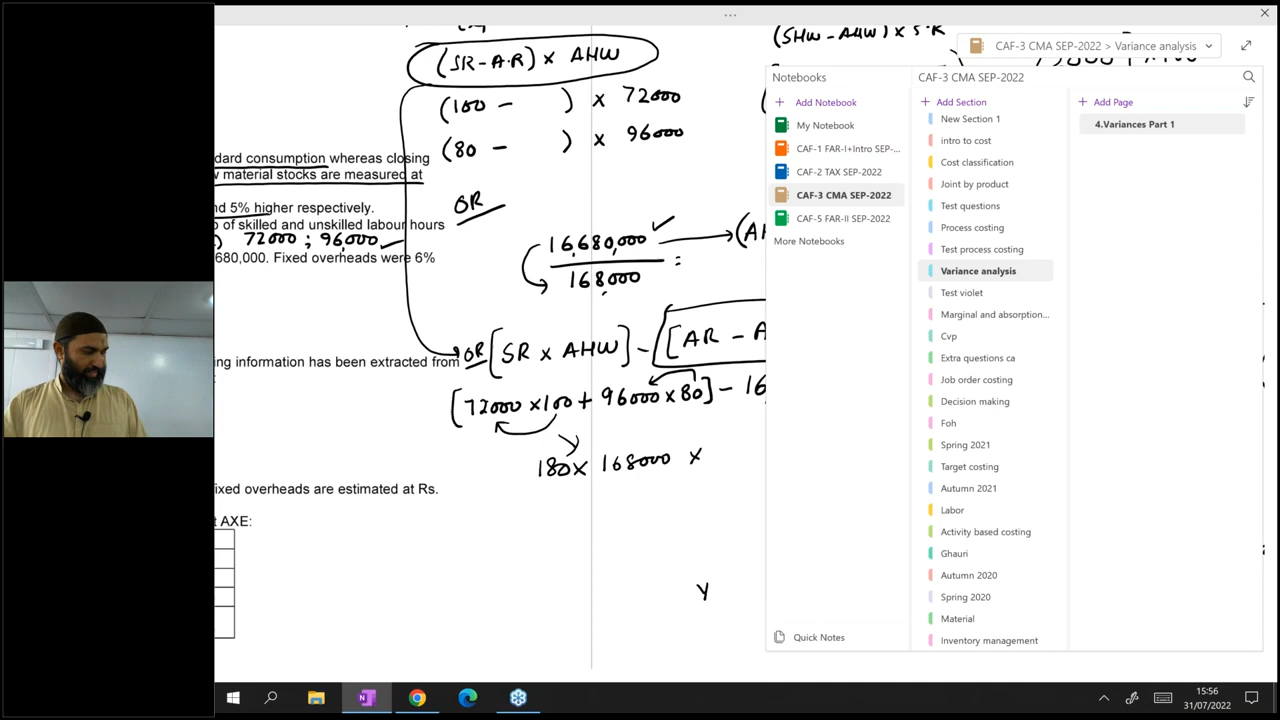 (SR - A.R) × AHW
(100 - ) × 72000
(80 - ) × 96000
OR
16,680,000
168,000
=
OR [SR × AHW] - [AR -
[72000 × 100 + 96000 × 80] - 16
180 × 168000 ×
dard consumption whereas closing
w material stocks are measured at
nd 5% higher respectively.
o of skilled and unskilled labour hours
) 72000 ; 96,000
680,000. Fixed overheads were 6%
ing information has been extracted from
ixed overheads are estimated at Rs.
t AXE:
(SHW - AHW) × S.R
CAF-3 CMA SEP-2022 > Variance analysis
Notebooks
+ Add Notebook
My Notebook
CAF-1 FAR-I+Intro SEP-...
CAF-2 TAX SEP-2022
CAF-3 CMA SEP-2022
CAF-5 FAR-II SEP-2022
More Notebooks
Quick Notes
CAF-3 CMA SEP-2022
+ Add Section
New Section 1
intro to cost
Cost classification
Joint by product
Test questions
Process costing
Test process costing
Variance analysis
Test violet
Marginal and absorption...
Cvp
Extra questions ca
Job order costing
Decision making
Foh
Spring 2021
Target costing
Autumn 2021
Labor
Activity based costing
Ghauri
Autumn 2020
Spring 2020
Material
Inventory management
+ Add Page
4.Variances Part 1
15:56
31/07/2022